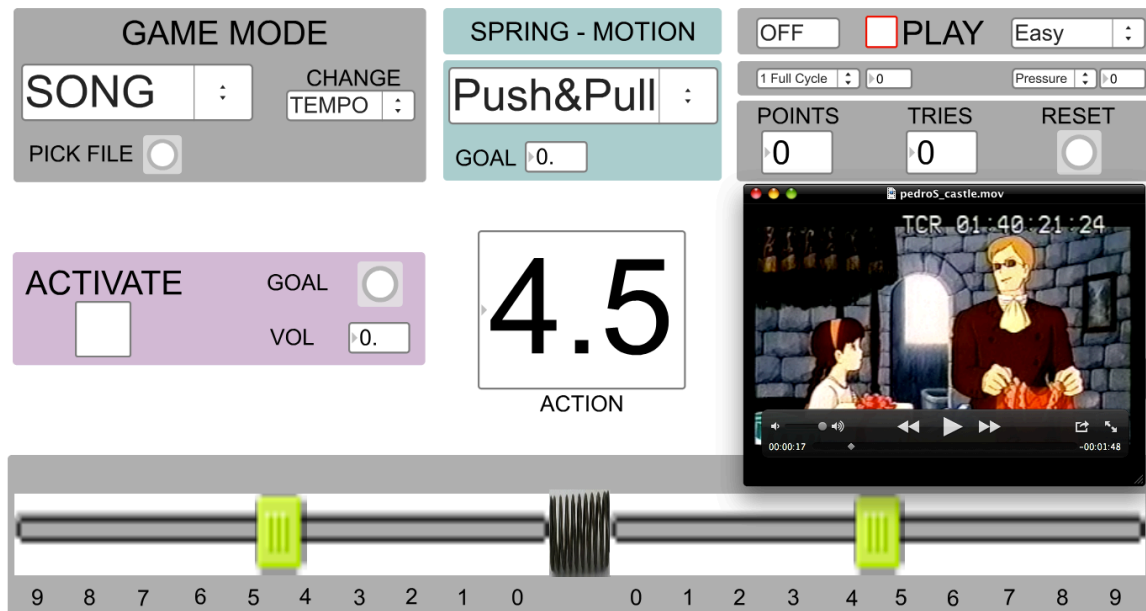 GAME MODE
SONG
CHANGE
TEMPO
PICK FILE
SPRING - MOTION
Push&Pull
GOAL 0.
OFF PLAY Easy
1 Full Cycle 0 Pressure 0
POINTS TRIES RESET
0 0
pedroS_castle.mov
TCR 01:40:21:24
00:00:17 -00:01:48
ACTIVATE
GOAL
VOL 0.
4.5
ACTION
9 8 7 6 5 4 3 2 1 0 0 1 2 3 4 5 6 7 8 9